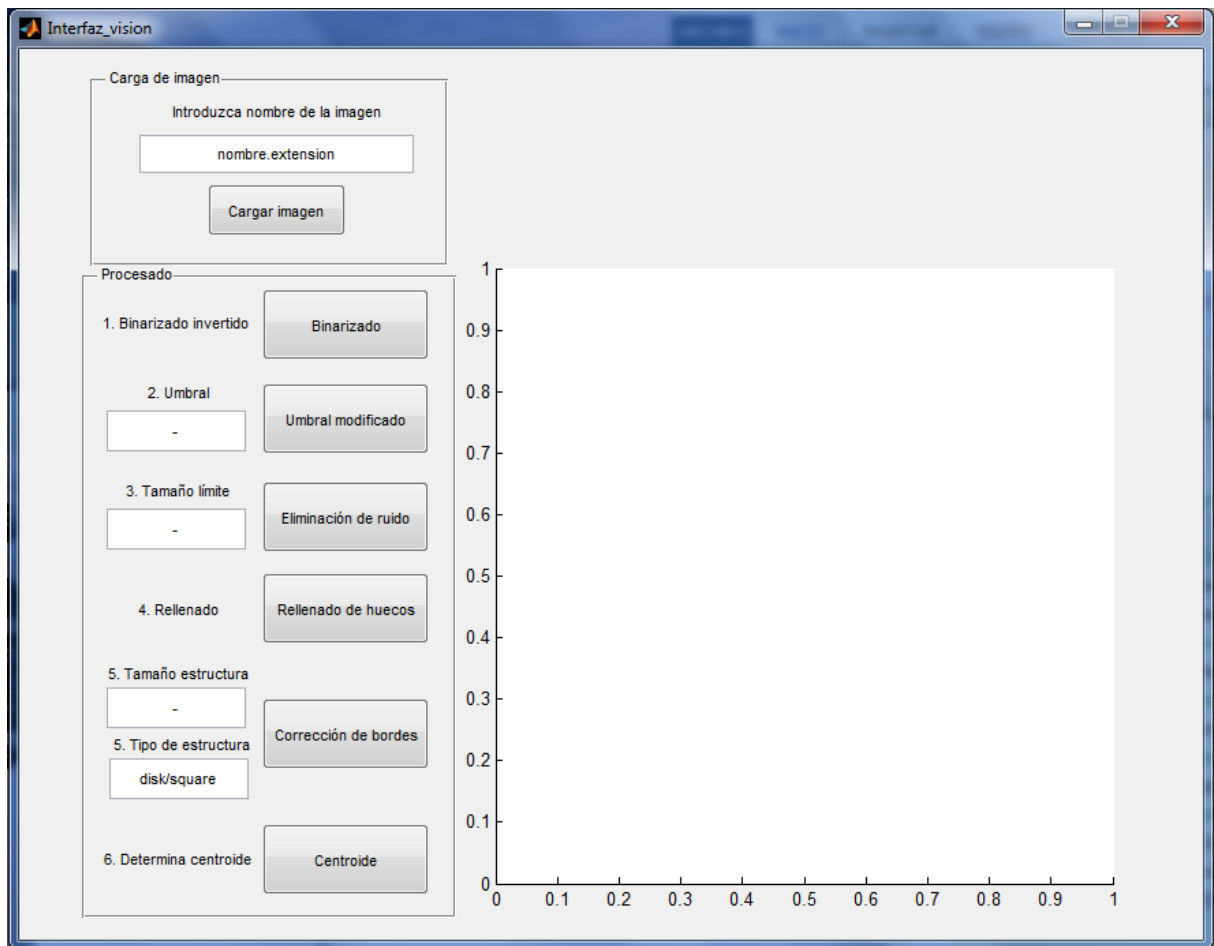 Interfaz_vision
Carga de imagen
Introduzca nombre de la imagen
nombre.extension
Cargar imagen
Procesado
1. Binarizado invertido
Binarizado
2. Umbral
-
Umbral modificado
3. Tamaño límite
-
Eliminación de ruido
4. Rellenado
Rellenado de huecos
5. Tamaño estructura
-
5. Tipo de estructura
disk/square
Corrección de bordes
6. Determina centroide
Centroide
1
0.9
0.8
0.7
0.6
0.5
0.4
0.3
0.2
0.1
0
0 0.1 0.2 0.3 0.4 0.5 0.6 0.7 0.8 0.9 1